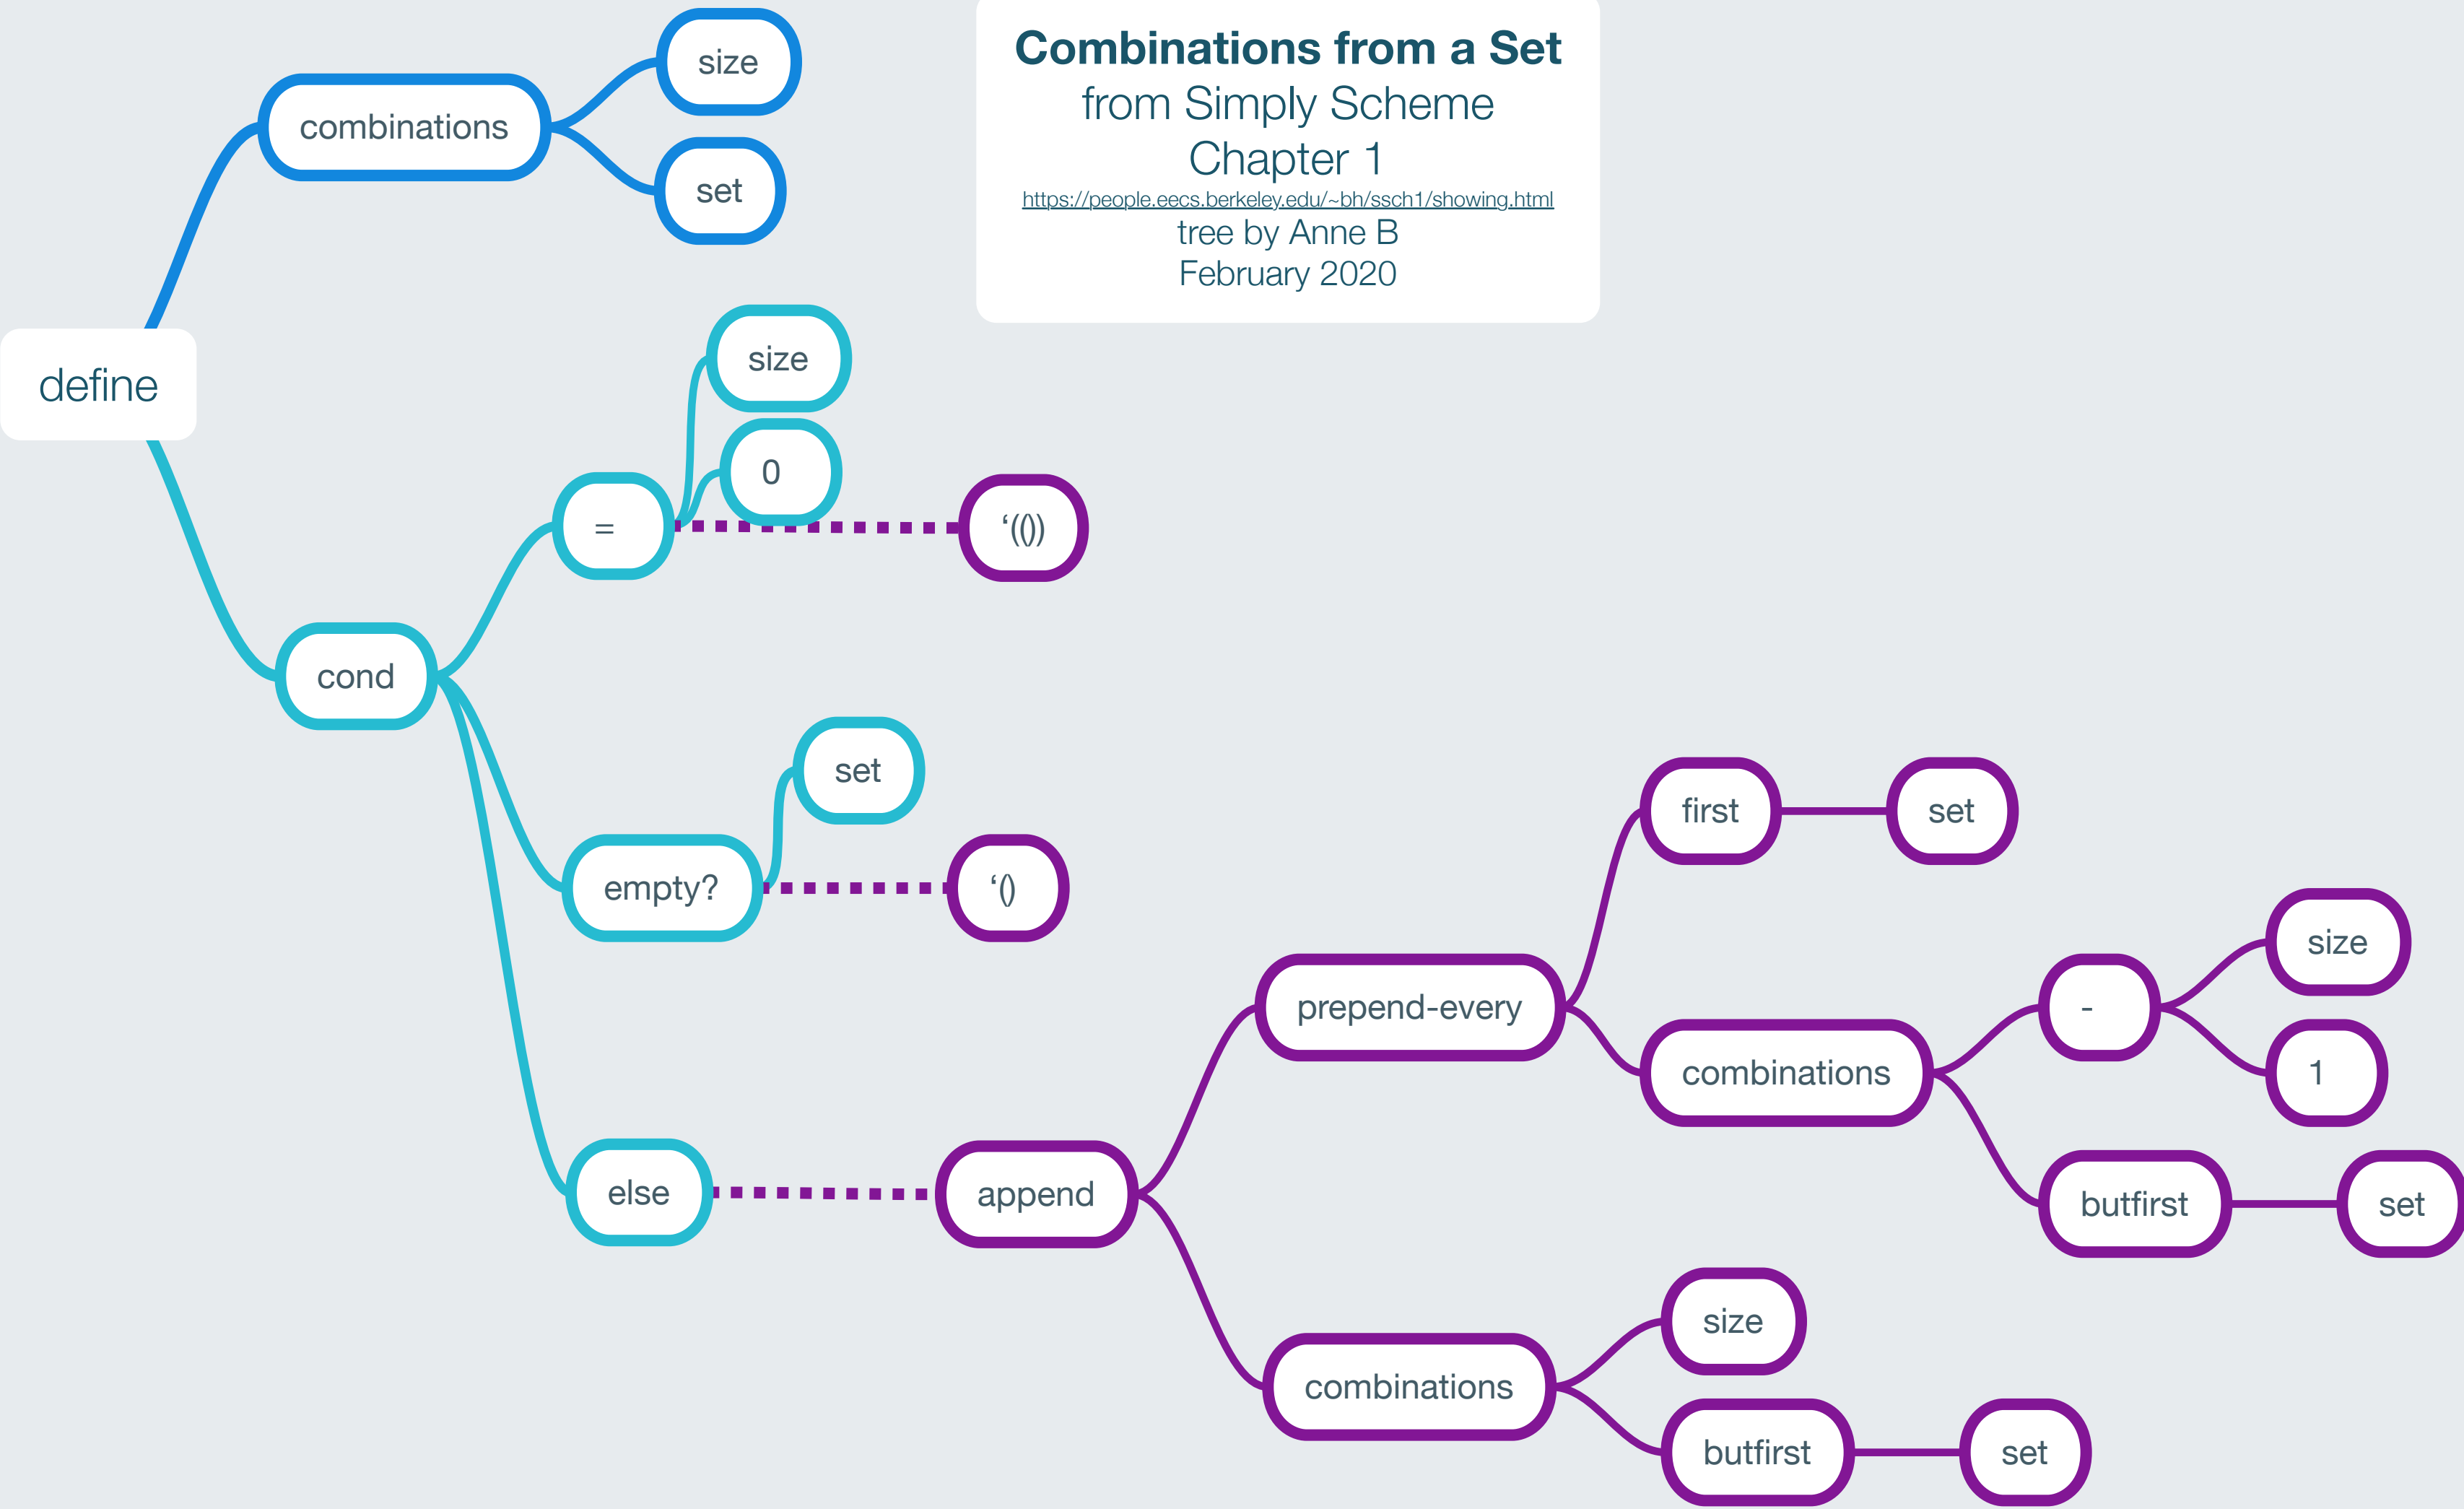 Combinations from a Set
from Simply Scheme
Chapter 1
https://people.eecs.berkeley.edu/~bh/ssch1/showing.html
tree by Anne B
February 2020
define
combinations
size
set
cond
=
size
0
‘(())
empty?
set
‘()
else
append
prepend-every
first
set
combinations
-
size
1
butfirst
set
combinations
size
butfirst
set